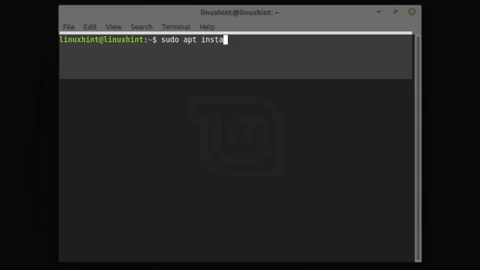 linuxhint@linuxhint: ~
File Edit View Search Terminal Help
linuxhint@linuxhint:~$ sudo apt insta